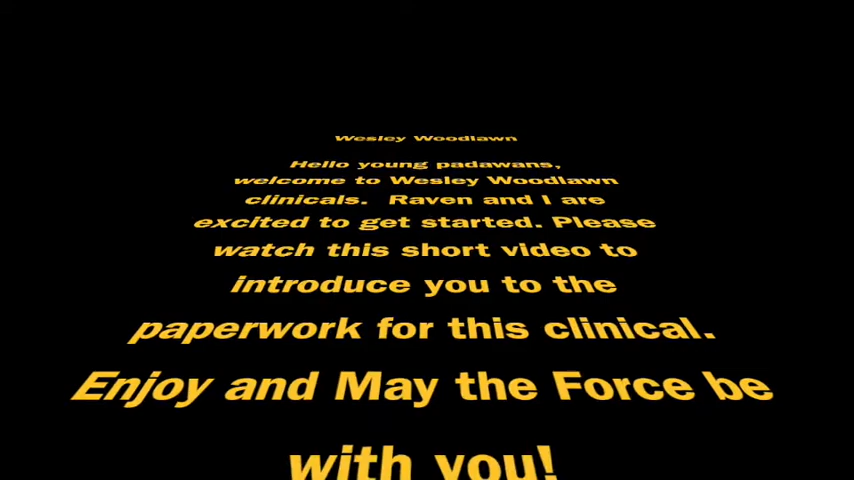 Wesley Woodlawn
Hello young padawans,
welcome to Wesley Woodlawn
clinicals.  Raven and I are
excited to get started. Please
watch this short video to
introduce you to the
paperwork for this clinical.
Enjoy and May the Force be
with you!